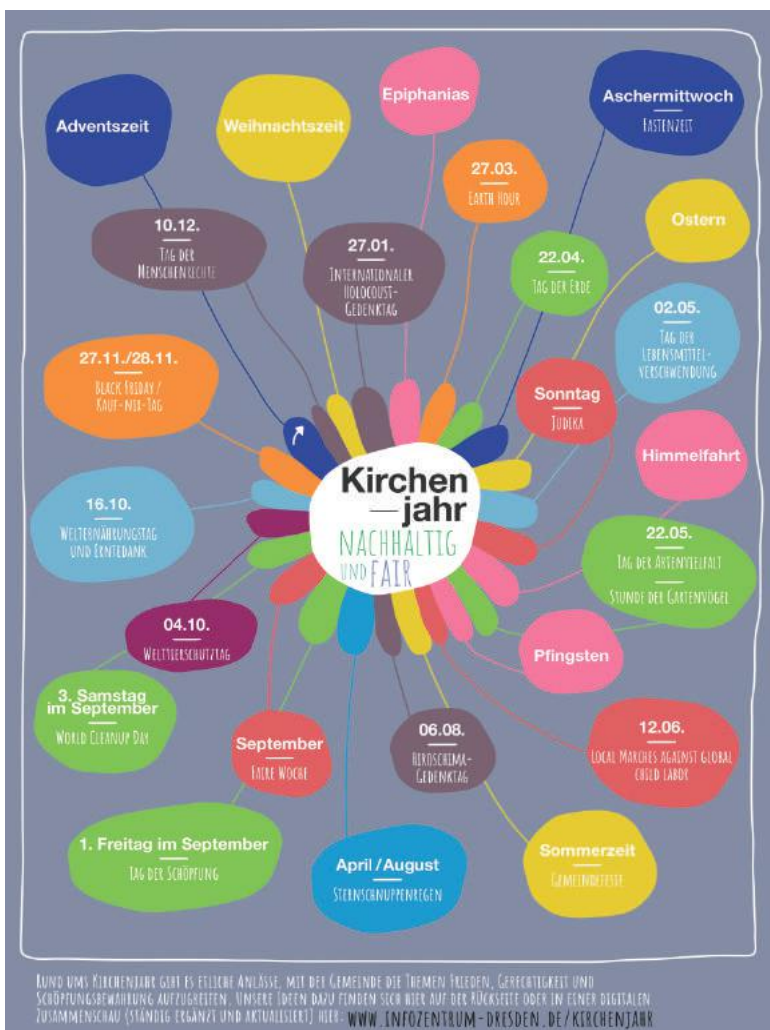 Epiphanias
Aschermittwoch
Fastenzeit
Adventszeit
Weihnachtszeit
27.03.
Earth Hour
Ostern
10.12.
Tag der
Menschenrechte
27.01.
Internationaler
Holocoust-
Gedenktag
22.04.
Tag der Erde
02.05.
Tag der
Lebensmittel-
verschwendung
27.11./28.11.
Black Friday /
Kauf-nix-Tag
Sonntag
Judika
Himmelfahrt
Kirchen
jahr
nachhaltig
und fair
16.10.
Welternährungstag
und Erntedank
22.05.
Tag der Artenvielfalt
Stunde der Gartenvögel
04.10.
Welttierschutztag
Pfingsten
3. Samstag
im September
World Cleanup Day
September
Faire Woche
06.08.
Hiroschima-
Gedenktag
12.06.
Local Marches against global
child labor
1. Freitag im September
Tag der Schöpfung
April/August
Sternschnuppenregen
Sommerzeit
Gemeindefeste
Rund ums Kirchenjahr gibt es etliche Anlässe, mit der Gemeinde die Themen Frieden, Gerechtigkeit und
Schöpfungsbewahrung aufzugreifen. Unsere Ideen dazu finden sich hier auf der Rückseite oder in einer digitalen
Zusammenschau (ständig ergänzt und aktualisiert) hier: www.infozentrum-dresden.de/kirchenjahr